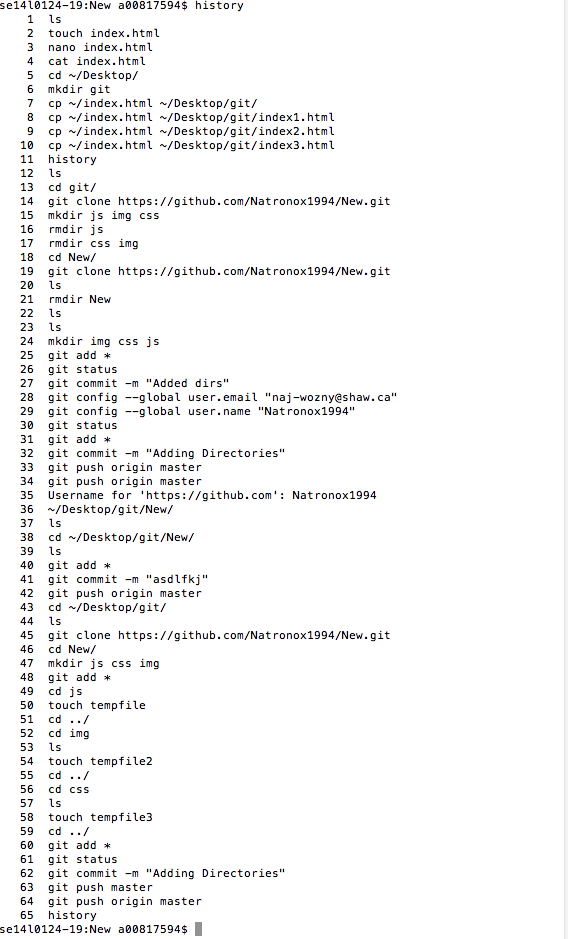 se14l0124-19:New a00817594$ history
1 ls
2 touch index.html
3 nano index.html
4 cat index.html
5 cd ~/Desktop/
6 mkdir git
7 cp ~/index.html ~/Desktop/git/
8 cp ~/index.html ~/Desktop/git/index1.html
9 cp ~/index.html ~/Desktop/git/index2.html
10 cp ~/index.html ~/Desktop/git/index3.html
11 history
12 ls
13 cd git/
14 git clone https://github.com/Natronox1994/New.git
15 mkdir js img css
16 rmdir js
17 rmdir css img
18 cd New/
19 git clone https://github.com/Natronox1994/New.git
20 ls
21 rmdir New
22 ls
23 ls
24 mkdir img css js
25 git add *
26 git status
27 git commit -m "Added dirs"
28 git config --global user.email "naj-wozny@shaw.ca"
29 git config --global user.name "Natronox1994"
30 git status
31 git add *
32 git commit -m "Adding Directories"
33 git push origin master
34 git push origin master
35 Username for 'https://github.com': Natronox1994
36 ~/Desktop/git/New/
37 ls
38 cd ~/Desktop/git/New/
39 ls
40 git add *
41 git commit -m "asdlfkj"
42 git push origin master
43 cd ~/Desktop/git/
44 ls
45 git clone https://github.com/Natronox1994/New.git
46 cd New/
47 mkdir js css img
48 git add *
49 cd js
50 touch tempfile
51 cd ../
52 cd img
53 ls
54 touch tempfile2
55 cd ../
56 cd css
57 ls
58 touch tempfile3
59 cd ../
60 git add *
61 git status
62 git commit -m "Adding Directories"
63 git push master
64 git push origin master
65 history
se14l0124-19:New a00817594$